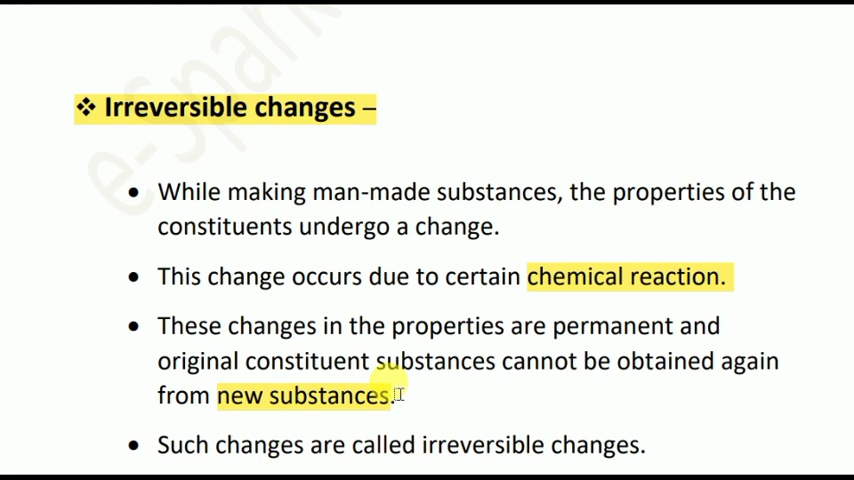 e-Spark
❖ Irreversible changes –
• While making man-made substances, the properties of the
constituents undergo a change.
• This change occurs due to certain chemical reaction.
• These changes in the properties are permanent and
original constituent substances cannot be obtained again
from new substances.
• Such changes are called irreversible changes.